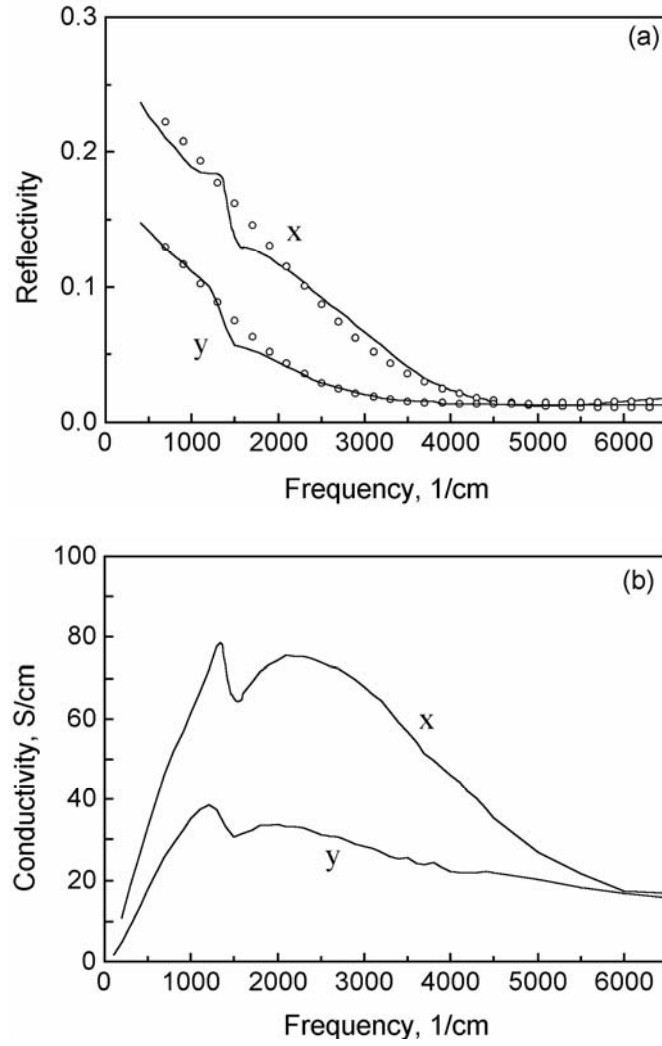 (a)
0.3
0.2
0.1
0.0
Reflectivity
x
y
0 1000 2000 3000 4000 5000 6000
Frequency, 1/cm
(b)
100
80
60
40
20
0
Conductivity, S/cm
x
y
0 1000 2000 3000 4000 5000 6000
Frequency, 1/cm